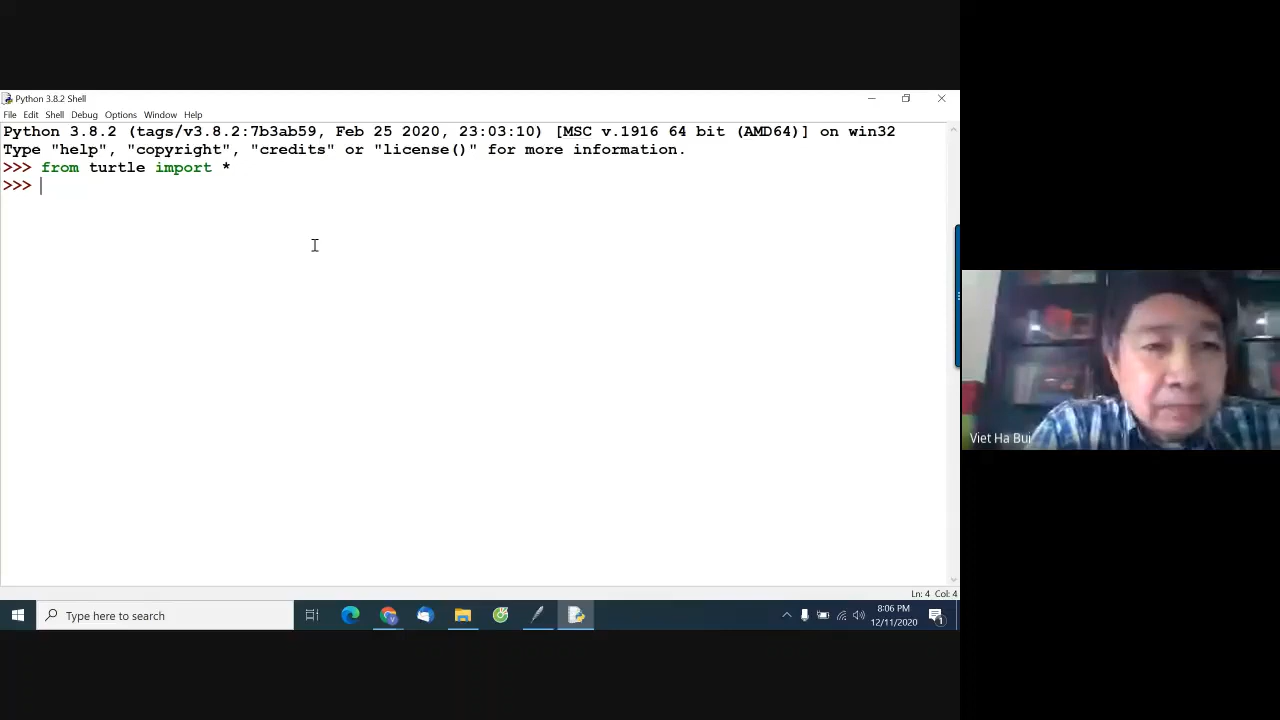 Python 3.8.2 Shell
File Edit Shell Debug Options Window Help
Python 3.8.2 (tags/v3.8.2:7b3ab59, Feb 25 2020, 23:03:10) [MSC v.1916 64 bit (AMD64)] on win32
Type "help", "copyright", "credits" or "license()" for more information.
>>> from turtle import *
>>>
Viet Ha Bui
Ln: 4 Col: 4
Type here to search
8:06 PM
12/11/2020
1